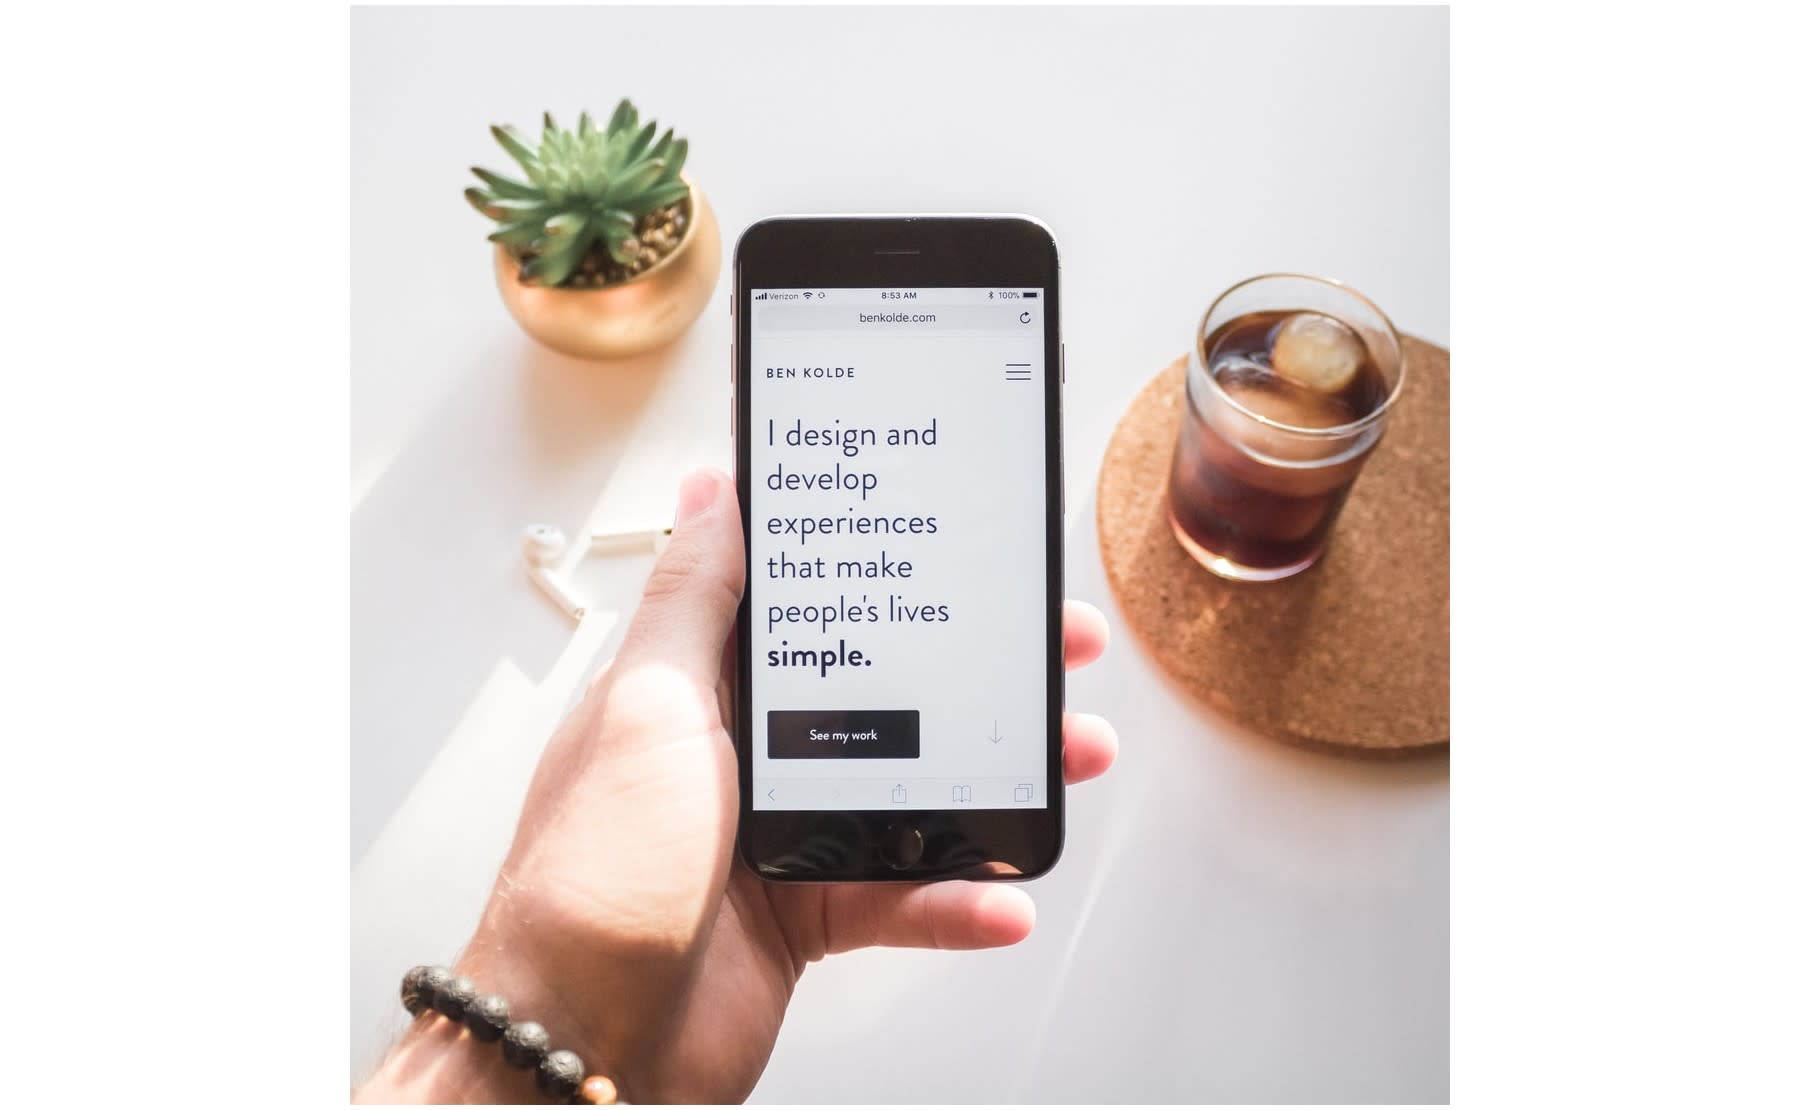 Verizon 8:53 AM 100%
benkolde.com
BEN KOLDE
I design and
develop
experiences
that make
people's lives
simple.
See my work